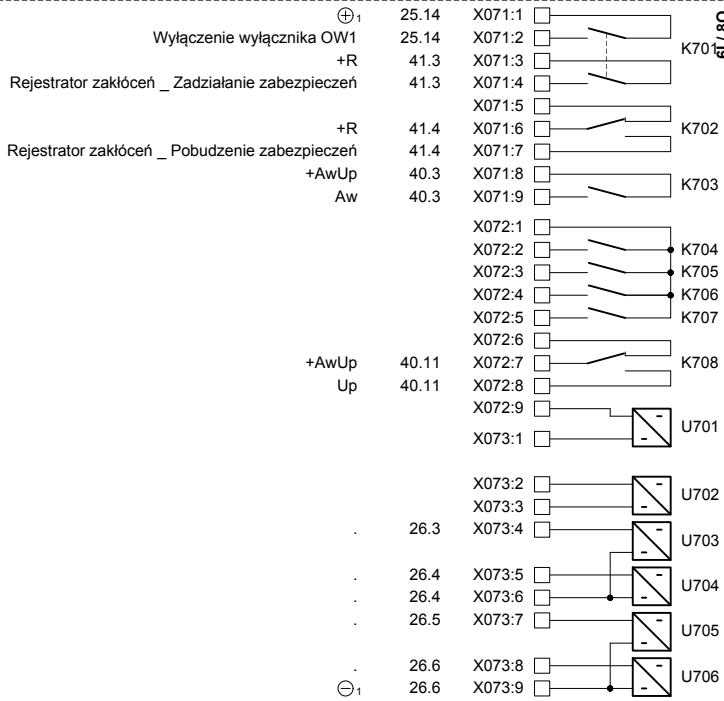 ⊕1 25.14 X071:1
Wyłączenie wyłącznika OW1 25.14 X071:2 K701
+R 41.3 X071:3
Rejestrator zakłóceń _ Zadziałanie zabezpieczeń 41.3 X071:4
X071:5
+R 41.4 X071:6 K702
Rejestrator zakłóceń _ Pobudzenie zabezpieczeń 41.4 X071:7
+AwUp 40.3 X071:8 K703
Aw 40.3 X071:9
X072:1
X072:2 K704
X072:3 K705
X072:4 K706
X072:5 K707
X072:6
+AwUp 40.11 X072:7 K708
Up 40.11 X072:8
X072:9 U701
X073:1
X073:2 U702
X073:3
. 26.3 X073:4 U703
. 26.4 X073:5 U704
. 26.4 X073:6
. 26.5 X073:7 U705
. 26.6 X073:8 U706
⊖1 26.6 X073:9